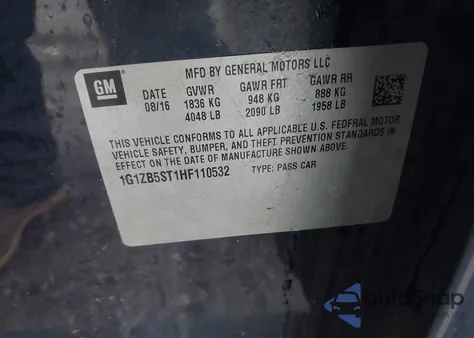 MFD BY GENERAL MOTORS LLC
GM
DATE GVWR GAWR FRT GAWR RR
08/16 1836 KG 948 KG 888 KG
4048 LB 2090 LB 1958 LB
THIS VEHICLE CONFORMS TO ALL APPLICABLE U.S. FEDERAL MOTOR
VEHICLE SAFETY, BUMPER, AND THEFT PREVENTION STANDARDS IN
EFFECT ON THE DATE OF MANUFACTURE SHOWN ABOVE.
1G1ZB5ST1HF110532 TYPE: PASS CAR
AutoSnap